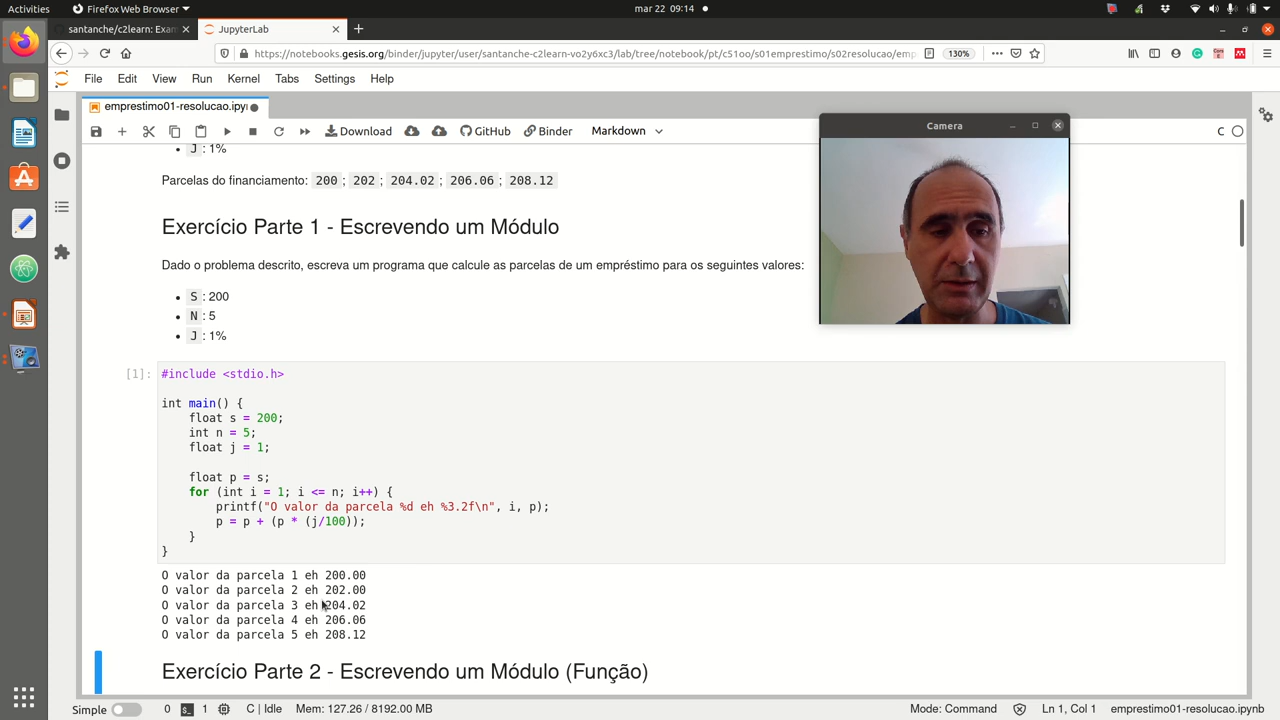 Activities Firefox Web Browser mar 22 09:14
santanche/c2learn: Exam JupyterLab
https://notebooks.gesis.org/binder/jupyter/user/santanche-c2learn-vo2y6xc3/lab/tree/notebook/pt/c51oo/s01emprestimo/s02resolucao/emp 130%
File Edit View Run Kernel Tabs Settings Help
emprestimo01-resolucao.ipyn
Download GitHub Binder Markdown C
Camera
J : 1%
Parcelas do financiamento: 200 ; 202 ; 204.02 ; 206.06 ; 208.12
Exercício Parte 1 - Escrevendo um Módulo
Dado o problema descrito, escreva um programa que calcule as parcelas de um empréstimo para os seguintes valores:
S : 200
N : 5
J : 1%
[1]: #include <stdio.h>
int main() {
float s = 200;
int n = 5;
float j = 1;
float p = s;
for (int i = 1; i <= n; i++) {
printf("O valor da parcela %d eh %3.2f\n", i, p);
p = p + (p * (j/100));
}
}
O valor da parcela 1 eh 200.00
O valor da parcela 2 eh 202.00
O valor da parcela 3 eh 204.02
O valor da parcela 4 eh 206.06
O valor da parcela 5 eh 208.12
Exercício Parte 2 - Escrevendo um Módulo (Função)
Simple 0 1 C | Idle Mem: 127.26 / 8192.00 MB Mode: Command Ln 1, Col 1 emprestimo01-resolucao.ipynb